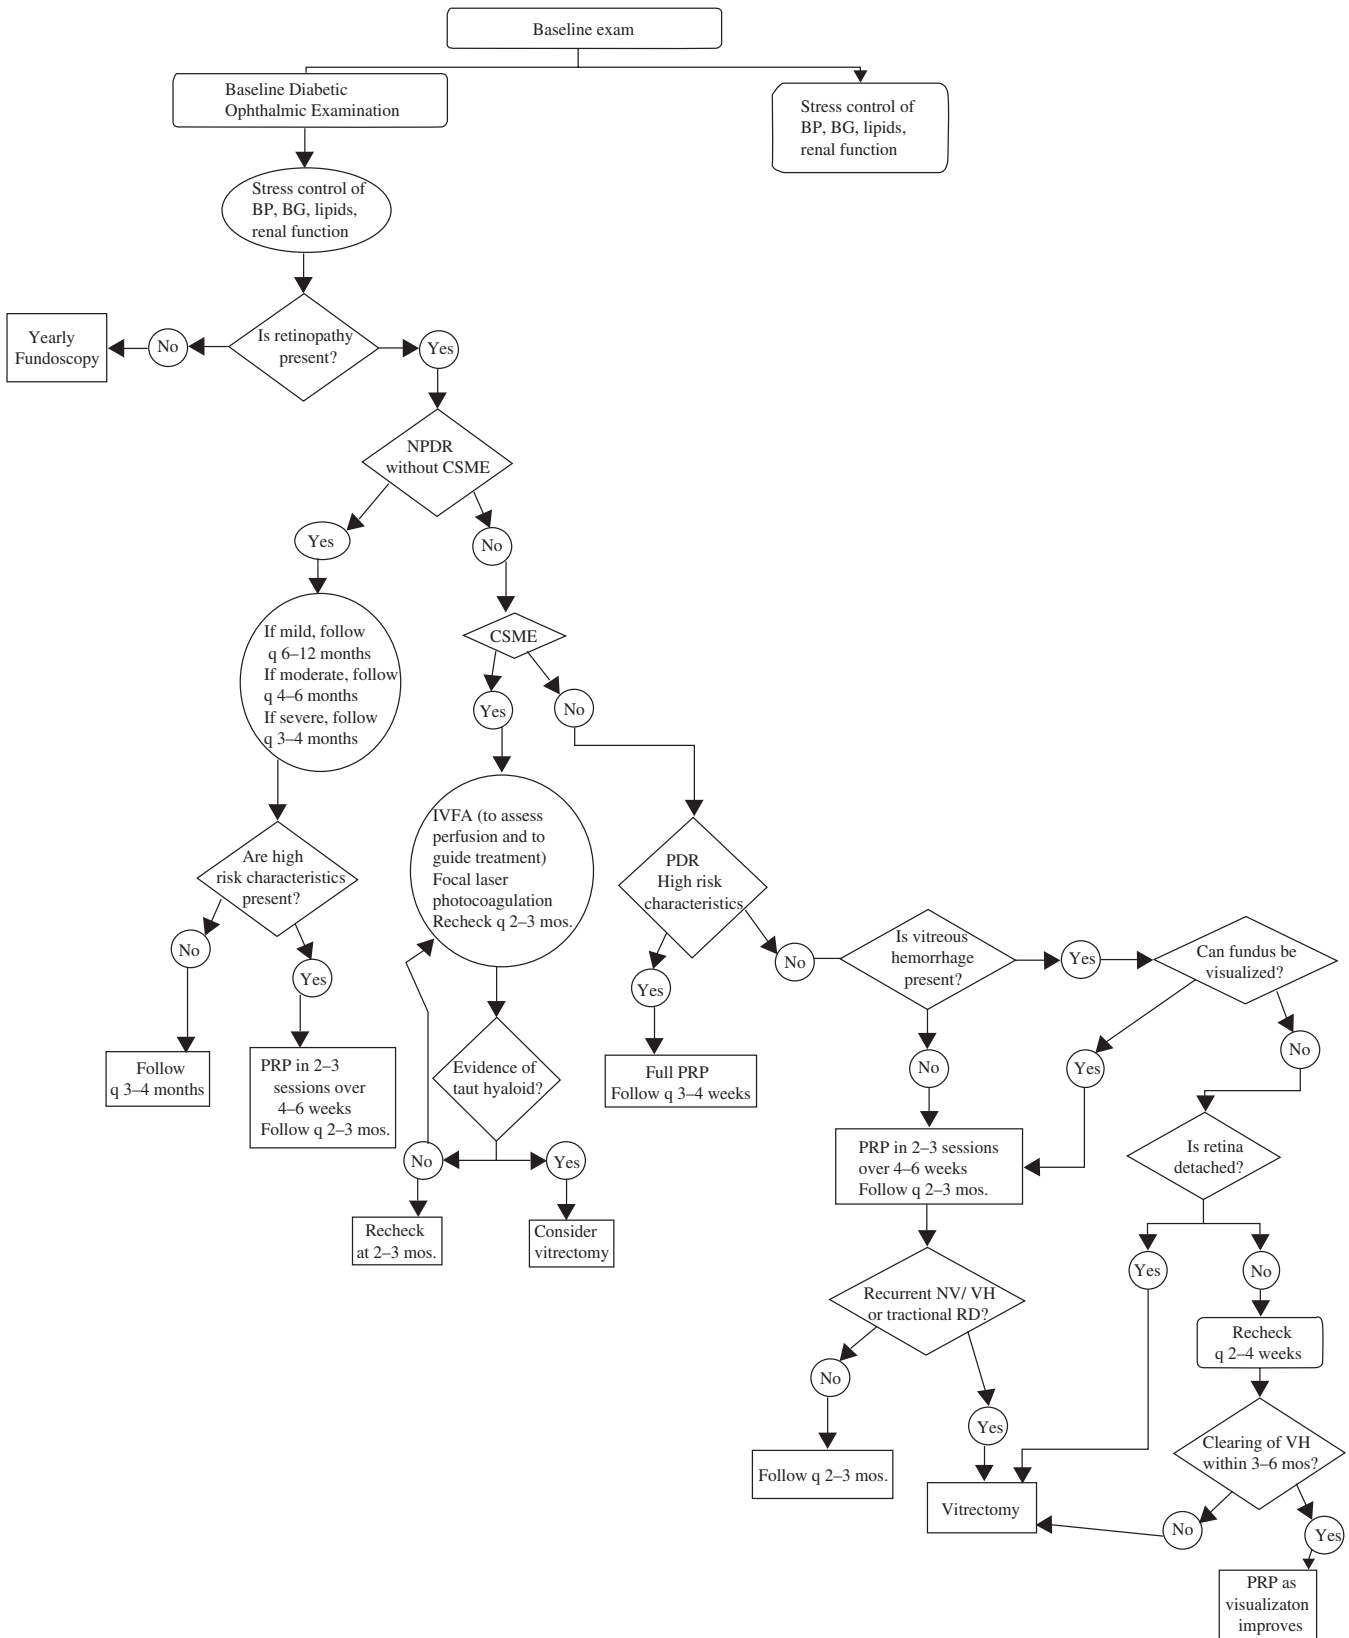 Baseline exam
Baseline Diabetic
Ophthalmic Examination
Stress control of
BP, BG, lipids,
renal function
Stress control of
BP, BG, lipids,
renal function
Is retinopathy
present?
No
Yearly
Fundoscopy
Yes
NPDR
without CSME
Yes
No
If mild, follow
q 6–12 months
If moderate, follow
q 4–6 months
If severe, follow
q 3–4 months
CSME
Yes
No
Are high
risk characteristics
present?
No
Yes
Follow
q 3–4 months
PRP in 2–3
sessions over
4–6 weeks
Follow q 2–3 mos.
IVFA (to assess
perfusion and to
guide treatment)
Focal laser
photocoagulation
Recheck q 2–3 mos.
Evidence of
taut hyaloid?
No
Yes
Recheck
at 2–3 mos.
Consider
vitrectomy
PDR
High risk
characteristics
Yes
No
Full PRP
Follow q 3–4 weeks
Is vitreous
hemorrhage
present?
Yes
No
Can fundus be
visualized?
Yes
No
PRP in 2–3 sessions
over 4–6 weeks
Follow q 2–3 mos.
Is retina
detached?
Yes
No
Recurrent NV/ VH
or tractional RD?
No
Yes
Follow q 2–3 mos.
Vitrectomy
Recheck
q 2–4 weeks
Clearing of VH
within 3–6 mos?
No
Yes
PRP as
visualizaton
improves